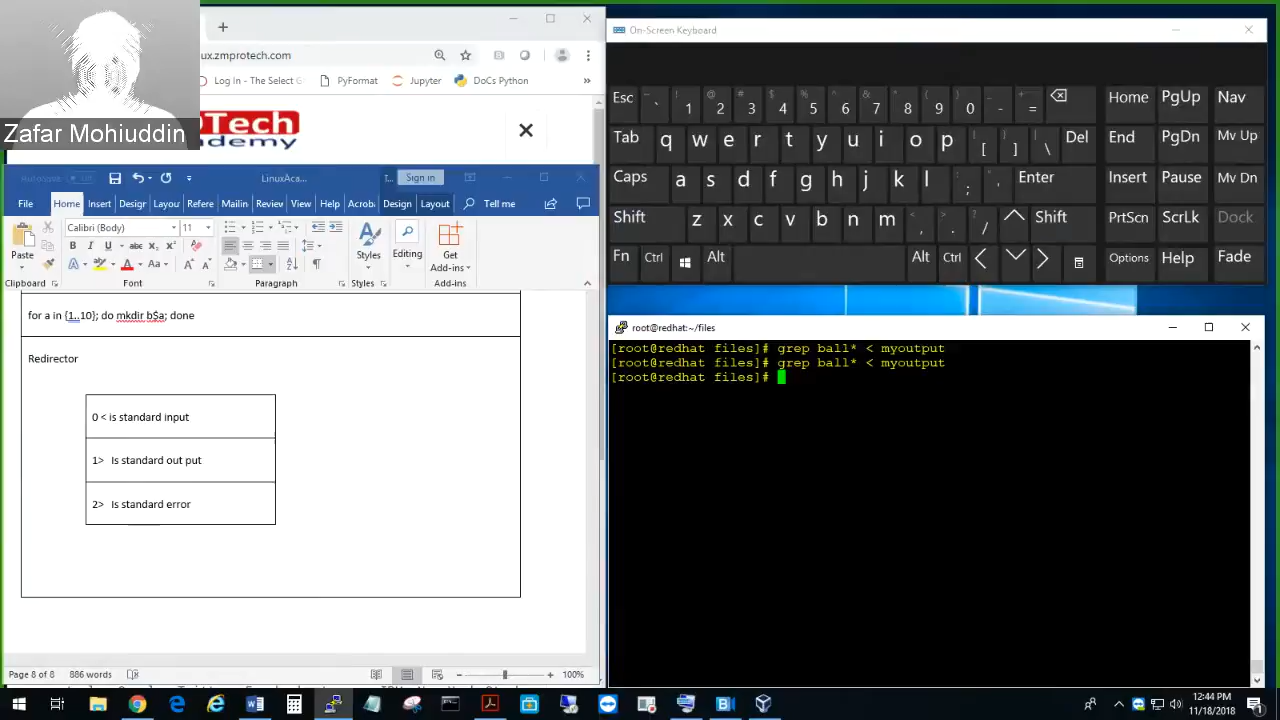 Zafar Mohiuddin
ux.zmprotech.com
Log in - The Select G
PyFormat
Jupyter
DoCs Python
»
oTech
demy
LinuxAca...
Sign in
File Home Insert Desigr Layou Refere Mailin Review View Help Acroba Design Layout Tell me
Calibri (Body) 11
Paste
Styles
Editing
Get
Add-ins
Clipboard Font Paragraph Styles Add-ins
for a in {1..10}; do mkdir b$a; done
Redirector
0 < is standard input
1> Is standard out put
2> Is standard error
Page 8 of 8 886 words 100%
On-Screen Keyboard
Esc ~ ` ! 1 @ 2 # 3 $ 4 % 5 ^ 6 & 7 * 8 ( 9 ) 0 _ - + = Home PgUp Nav
Tab q w e r t y u i o p { [ } ] | \ Del End PgDn Mv Up
Caps a s d f g h j k l : ; " ' Enter Insert Pause Mv Dn
Shift z x c v b n m < , > . ? / Shift PrtScn ScrLk Dock
Fn Ctrl Alt Alt Ctrl Options Help Fade
root@redhat:~/files
[root@redhat files]# grep ball* < myoutput
[root@redhat files]# grep ball* < myoutput
[root@redhat files]#
12:44 PM
11/18/2018